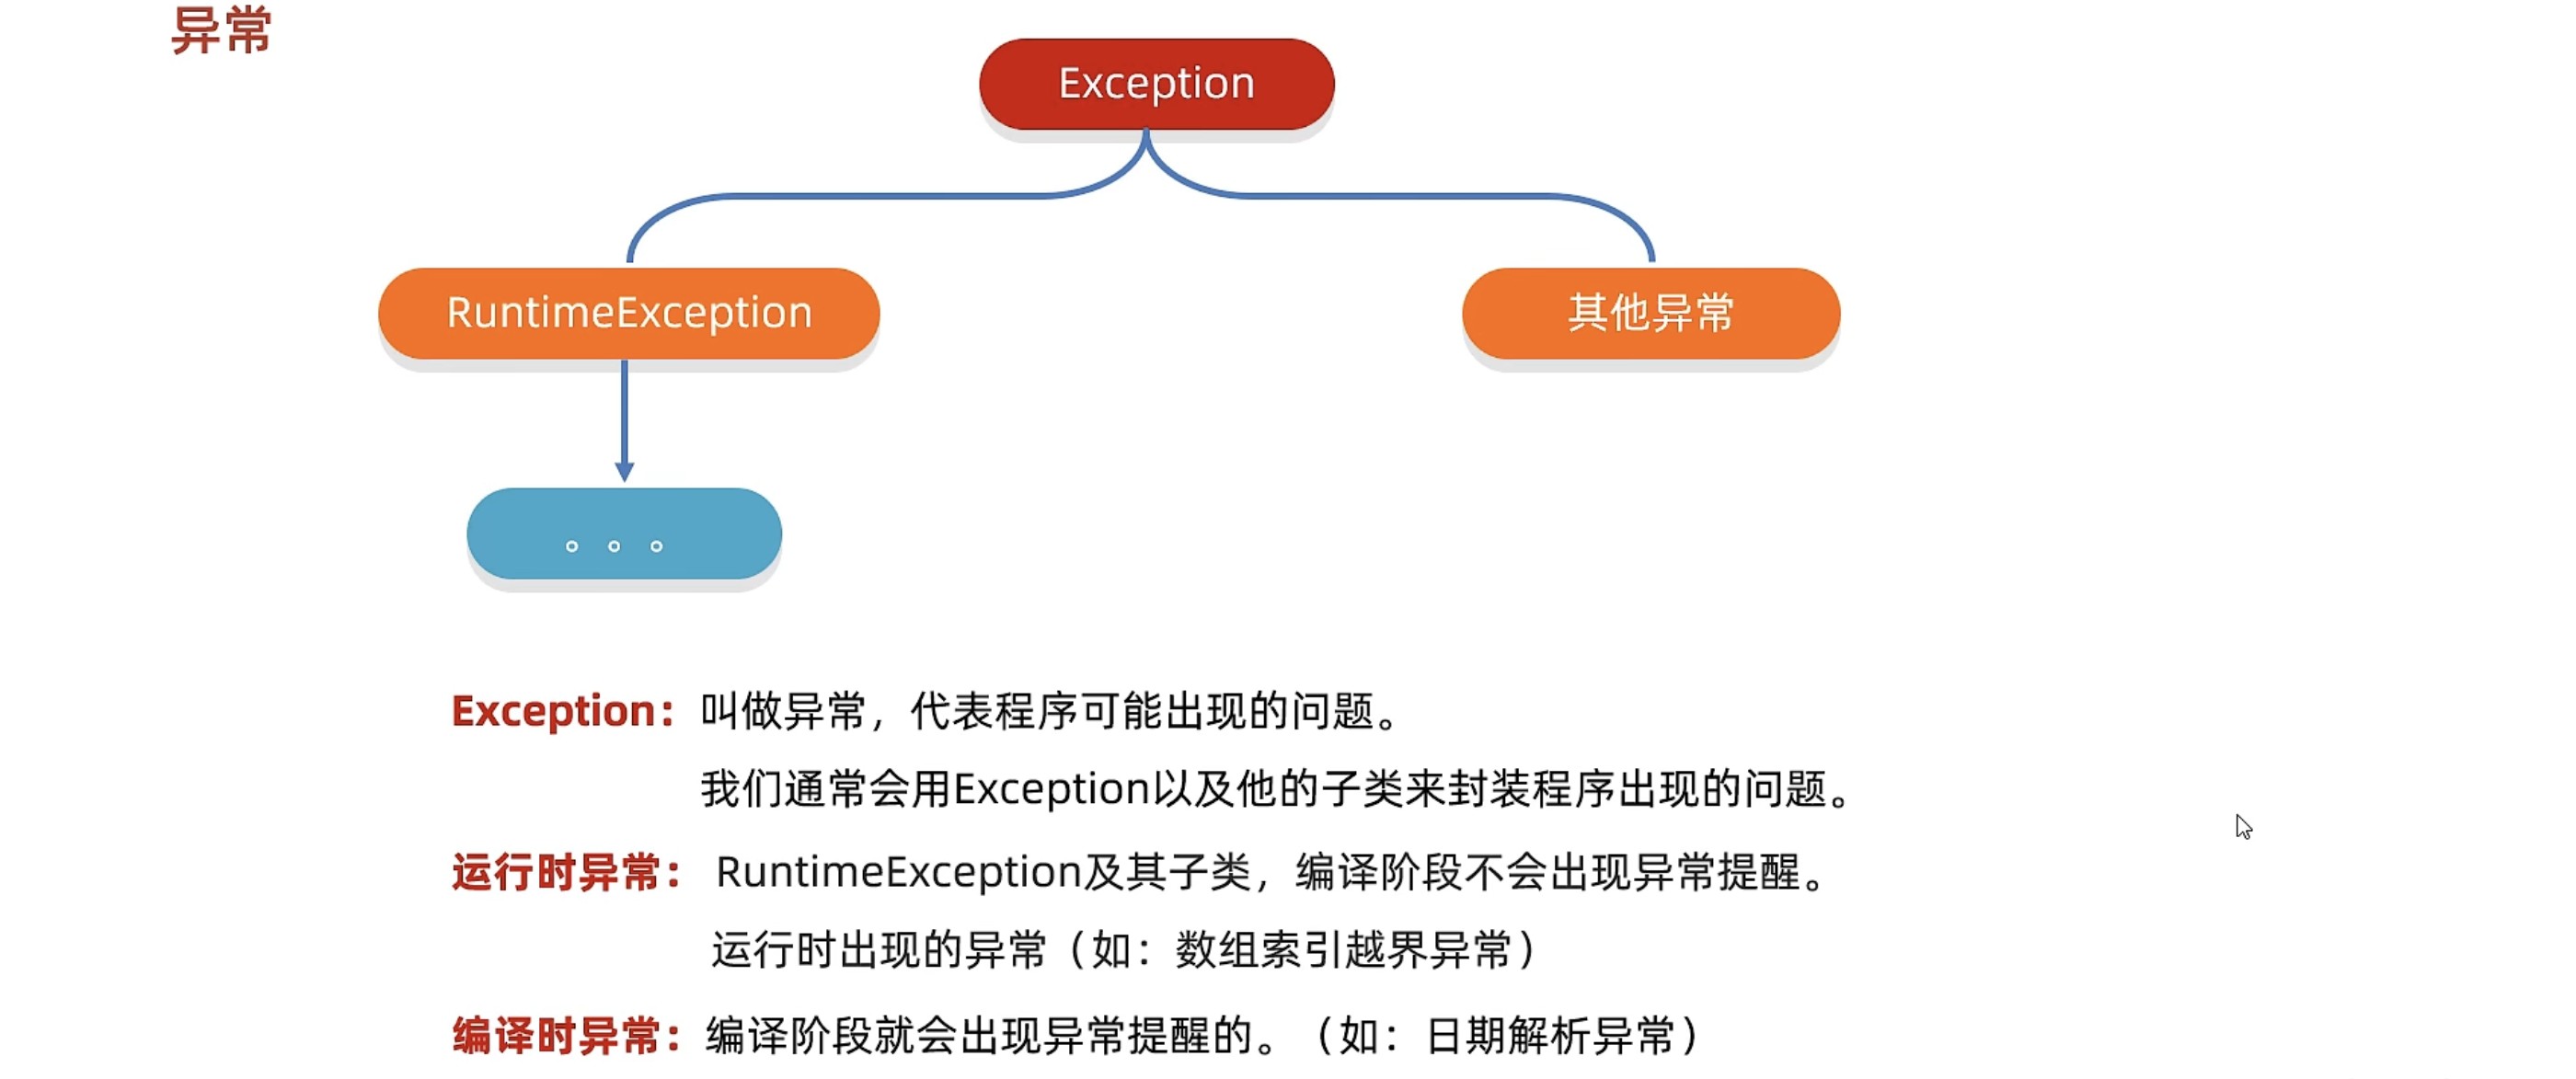 异常
Exception
RuntimeException
其他异常
。。。
Exception：叫做异常，代表程序可能出现的问题。
我们通常会用Exception以及他的子类来封装程序出现的问题。
运行时异常： RuntimeException及其子类，编译阶段不会出现异常提醒。
运行时出现的异常（如：数组索引越界异常）
编译时异常：编译阶段就会出现异常提醒的。（如：日期解析异常）